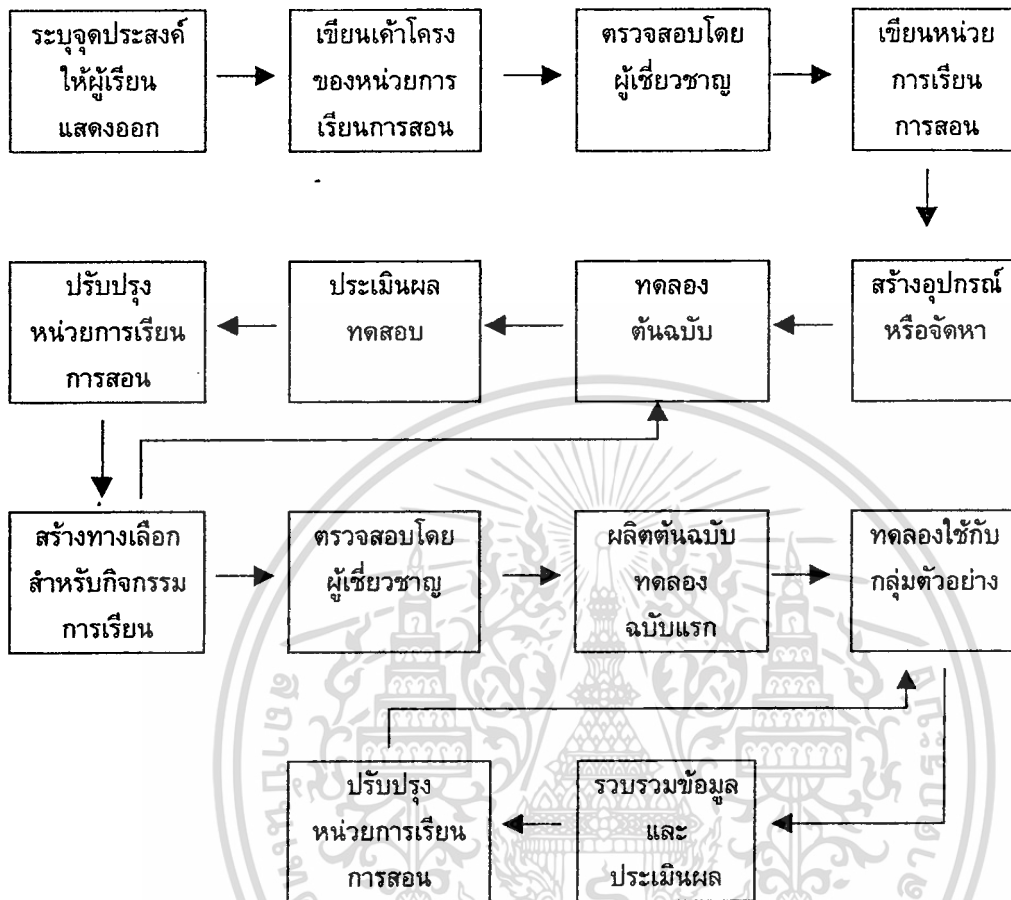 ระบุจุดประสงค์
ให้ผู้เรียน
แสดงออก
เขียนเค้าโครง
ของหน่วยการ
เรียนการสอน
ตรวจสอบโดย
ผู้เชี่ยวชาญ
เขียนหน่วย
การเรียน
การสอน
สร้างอุปกรณ์
หรือจัดหา
ทดลอง
ต้นฉบับ
ประเมินผล
ทดสอบ
ปรับปรุง
หน่วยการเรียน
การสอน
สร้างทางเลือก
สำหรับกิจกรรม
การเรียน
ตรวจสอบโดย
ผู้เชี่ยวชาญ
ผลิตต้นฉบับ
ทดลอง
ฉบับแรก
ทดลองใช้กับ
กลุ่มตัวอย่าง
รวบรวมข้อมูล
และ
ประเมินผล
ปรับปรุง
หน่วยการเรียน
การสอน